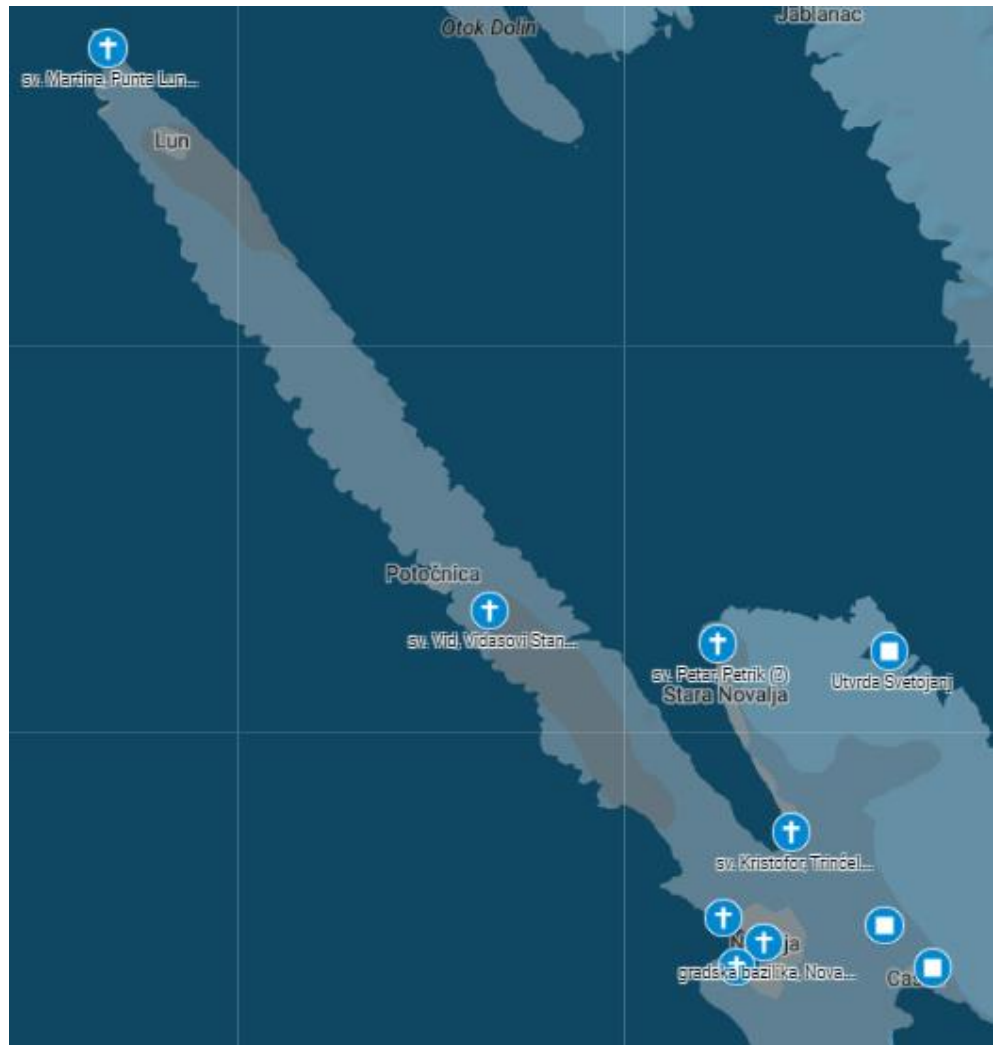 Otok Dolin
Jablanac
sv. Martina, Punta Lun...
Lun
Potočnica
sv. Vid, Vidasovi Stan...
sv. Petar, Petrik (?)
Utvrda Svetojanj
Stara Novalja
sv. Kristofor, Trinćel...
gradska bazilika, Nova...